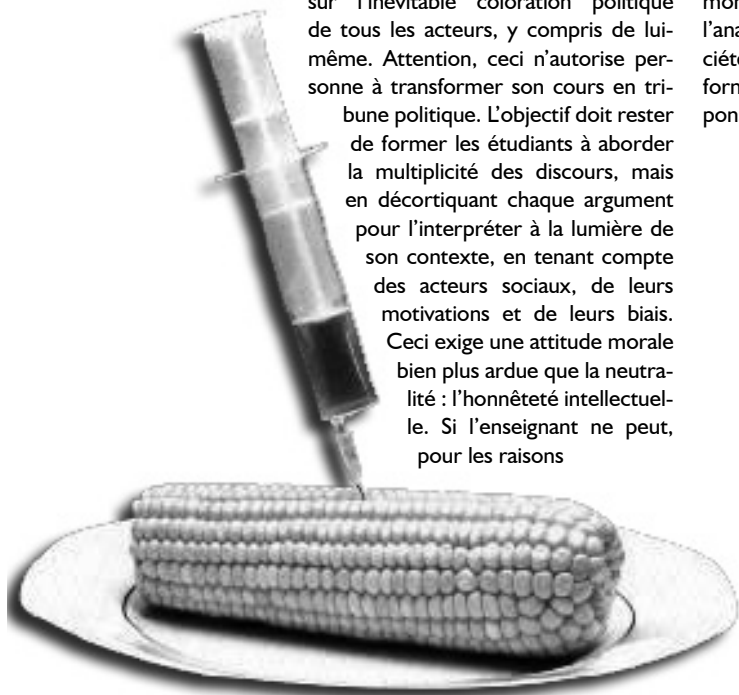 sur l'inévitable coloration politique
de tous les acteurs, y compris de lui-
même. Attention, ceci n'autorise per-
sonne à transformer son cours en tri-
bune politique. L'objectif doit rester
de former les étudiants à aborder
la multiplicité des discours, mais
en décortiquant chaque argument
pour l'interpréter à la lumière de
son contexte, en tenant compte
des acteurs sociaux, de leurs
motivations et de leurs biais.
Ceci exige une attitude morale
bien plus ardue que la neutra-
lité : l'honnêteté intellectuel-
le. Si l'enseignant ne peut,
pour les raisons
mor
l'ana
ciété
forn
pon